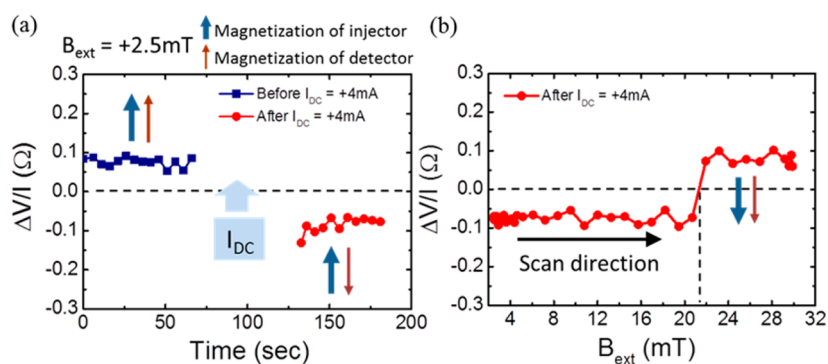 (a)
B_ext = +2.5mT
Magnetization of injector
Magnetization of detector
Before I_DC = +4mA
After I_DC = +4mA
ΔV/I (Ω)
0.3
0.2
0.1
0.0
-0.1
-0.2
-0.3
I_DC
0 50 100 150 200
Time (sec)
(b)
After I_DC = +4mA
ΔV/I (Ω)
0.3
0.2
0.1
0.0
-0.1
-0.2
-0.3
Scan direction
4 8 12 16 20 24 28 32
B_ext (mT)